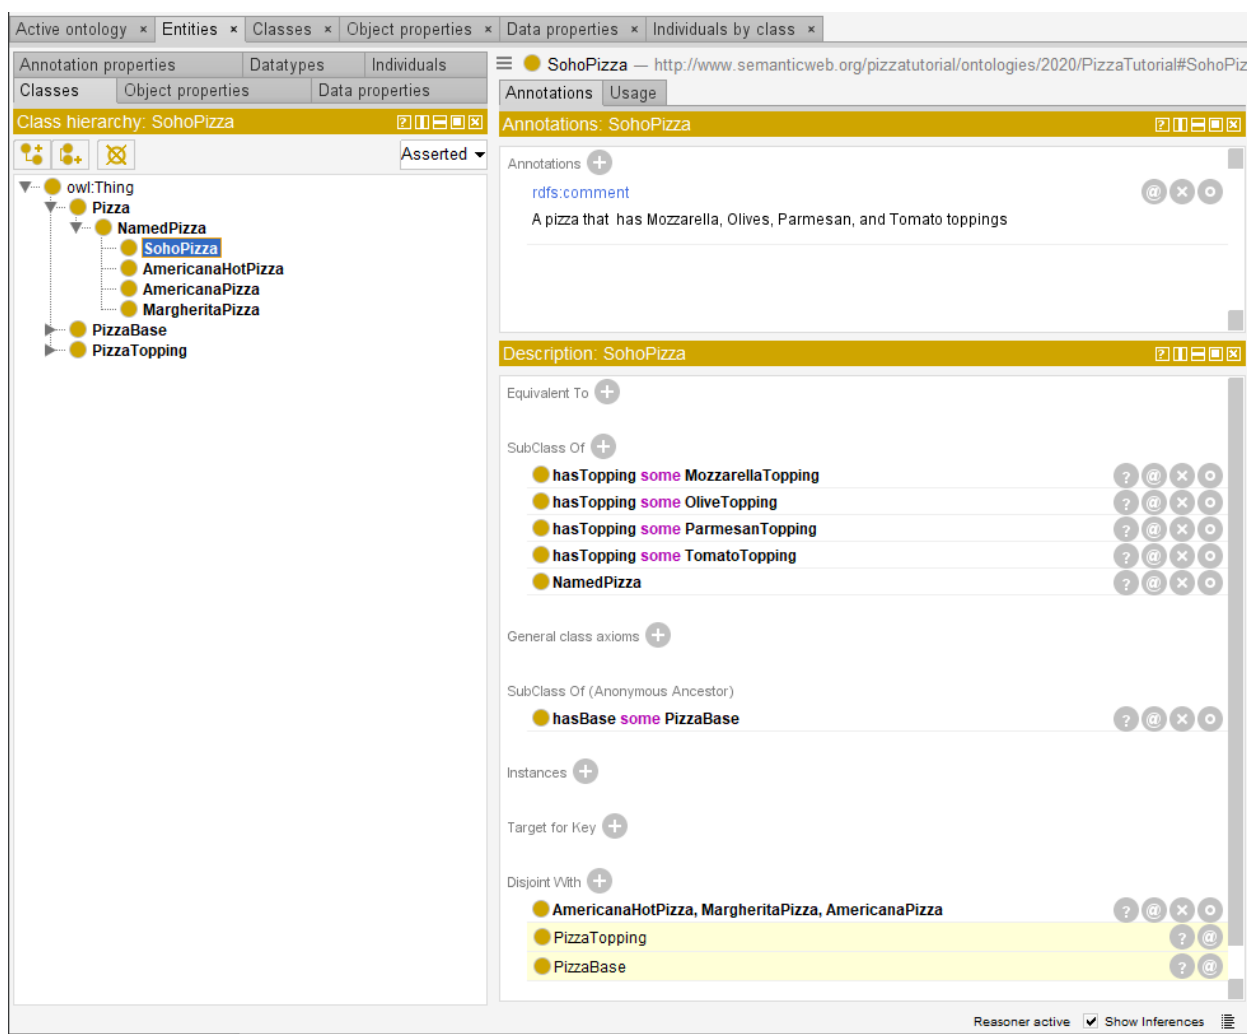 Active ontology × Entities × Classes × Object properties × Data properties × Individuals by class ×
Annotation properties Datatypes Individuals
Classes Object properties Data properties
Class hierarchy: SohoPizza
Asserted
owl:Thing
Pizza
NamedPizza
SohoPizza
AmericanaHotPizza
AmericanaPizza
MargheritaPizza
PizzaBase
PizzaTopping
SohoPizza — http://www.semanticweb.org/pizzatutorial/ontologies/2020/PizzaTutorial#SohoPiz
Annotations Usage
Annotations: SohoPizza
Annotations
rdfs:comment
A pizza that has Mozzarella, Olives, Parmesan, and Tomato toppings
Description: SohoPizza
Equivalent To
SubClass Of
hasTopping some MozzarellaTopping
hasTopping some OliveTopping
hasTopping some ParmesanTopping
hasTopping some TomatoTopping
NamedPizza
General class axioms
SubClass Of (Anonymous Ancestor)
hasBase some PizzaBase
Instances
Target for Key
Disjoint With
AmericanaHotPizza, MargheritaPizza, AmericanaPizza
PizzaTopping
PizzaBase
Reasoner active Show Inferences